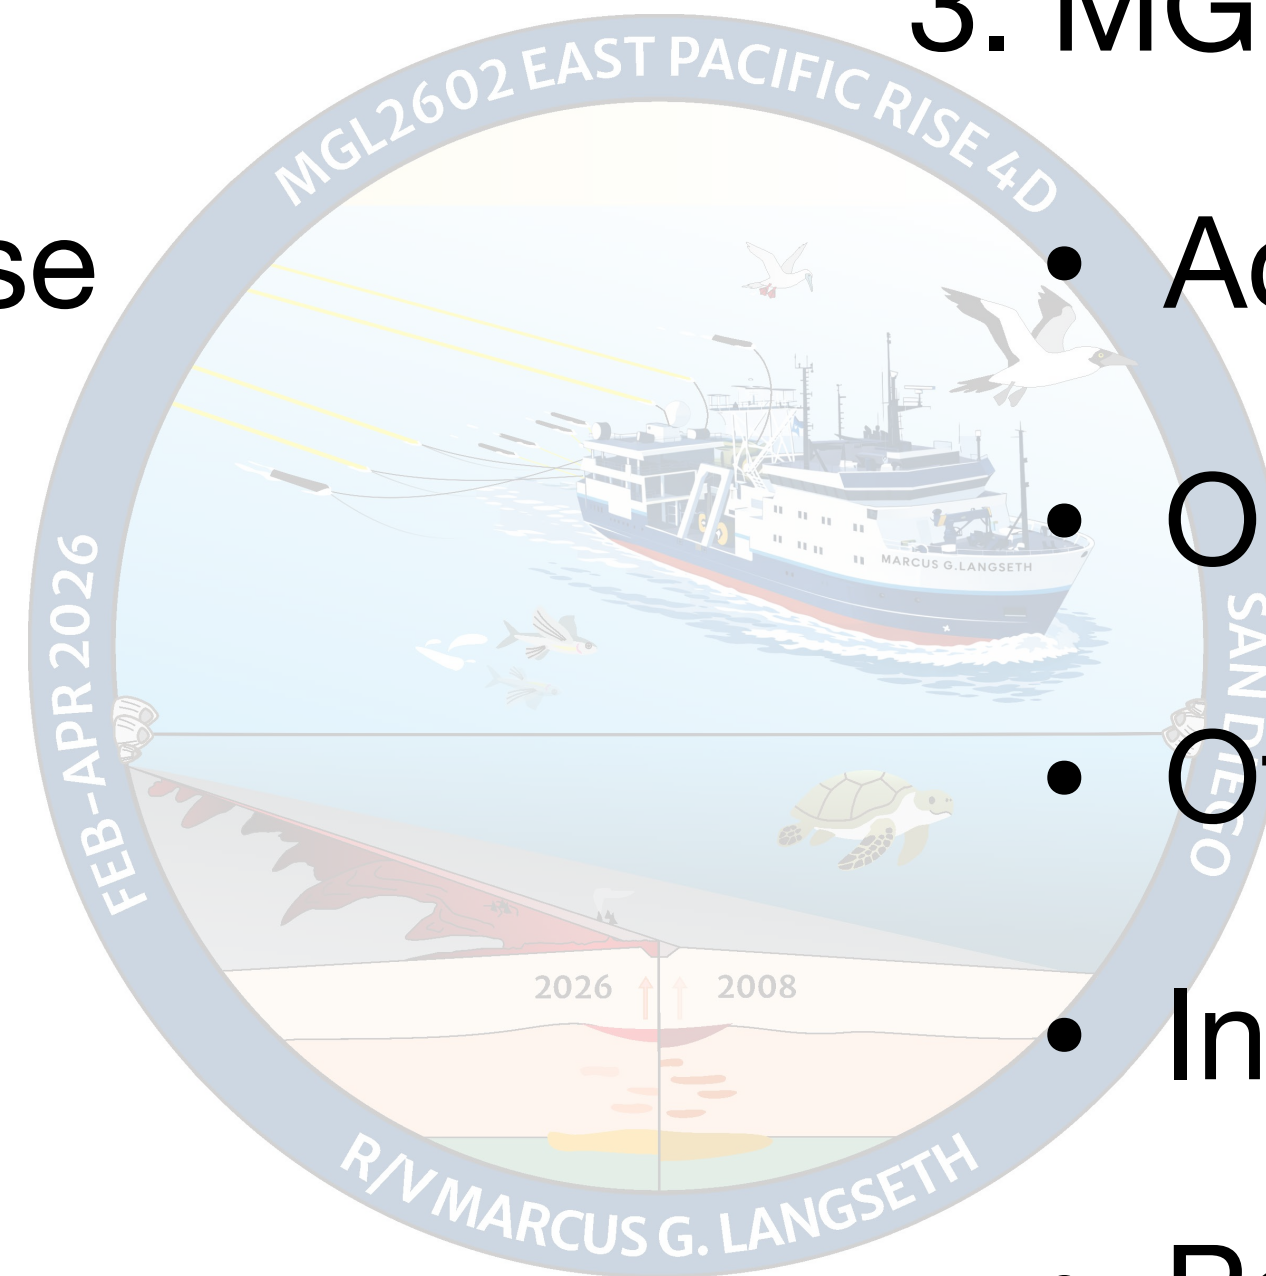 3. MG
MGL2602 EAST PACIFIC RISE 4D
se
• Ac
MARCUS G.LANGSETH
• O
FEB-APR 2026
SAN DIEGO
• Of
2026
2008
• In
R/V MARCUS G. LANGSETH